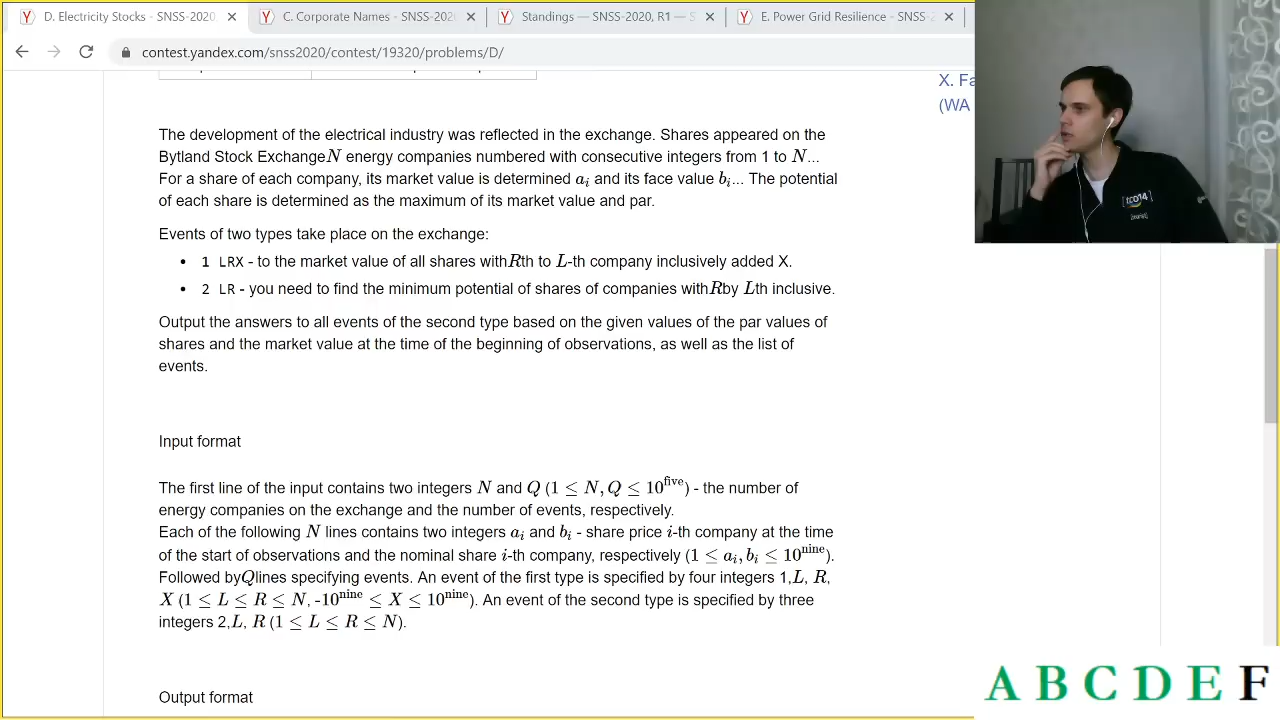 D. Electricity Stocks - SNSS-2020,
C. Corporate Names - SNSS-202
Standings — SNSS-2020, R1 — S
E. Power Grid Resilience - SNSS-2
contest.yandex.com/snss2020/contest/19320/problems/D/
X. Fa
(WA
The development of the electrical industry was reflected in the exchange. Shares appeared on the
Bytland Stock ExchangeN energy companies numbered with consecutive integers from 1 to N...
For a share of each company, its market value is determined ai and its face value bi... The potential
of each share is determined as the maximum of its market value and par.
Events of two types take place on the exchange:
• 1 LRX - to the market value of all shares withRth to L-th company inclusively added X.
• 2 LR - you need to find the minimum potential of shares of companies withRby Lth inclusive.
Output the answers to all events of the second type based on the given values of the par values of
shares and the market value at the time of the beginning of observations, as well as the list of
events.
Input format
The first line of the input contains two integers N and Q (1 ≤ N, Q ≤ 10^five) - the number of
energy companies on the exchange and the number of events, respectively.
Each of the following N lines contains two integers ai and bi - share price i-th company at the time
of the start of observations and the nominal share i-th company, respectively (1 ≤ ai, bi ≤ 10^nine).
Followed byQlines specifying events. An event of the first type is specified by four integers 1,L, R,
X (1 ≤ L ≤ R ≤ N, -10^nine ≤ X ≤ 10^nine). An event of the second type is specified by three
integers 2,L, R (1 ≤ L ≤ R ≤ N).
Output format
tco14
ABCDEF